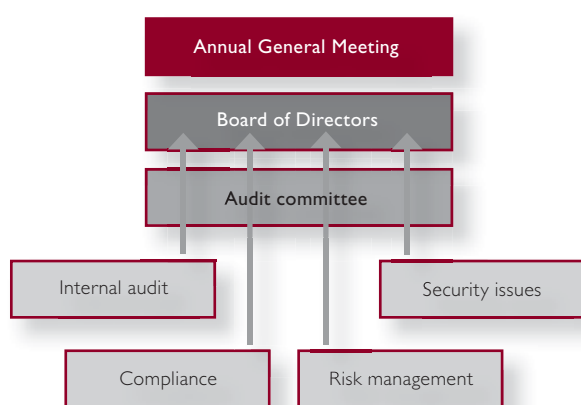 Annual General Meeting
Board of Directors
Audit committee
Internal audit
Security issues
Compliance
Risk management